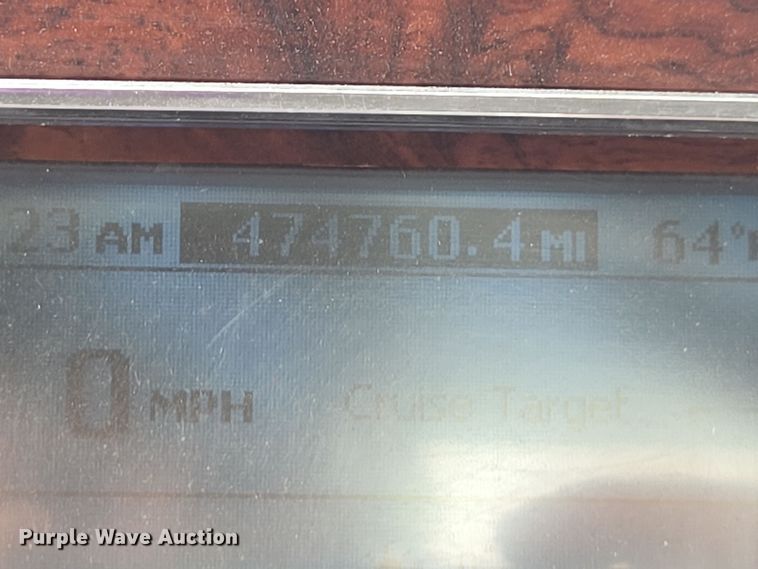 23 AM 474760.4 MI 64°
0 MPH Cruise Target
Purple Wave Auction